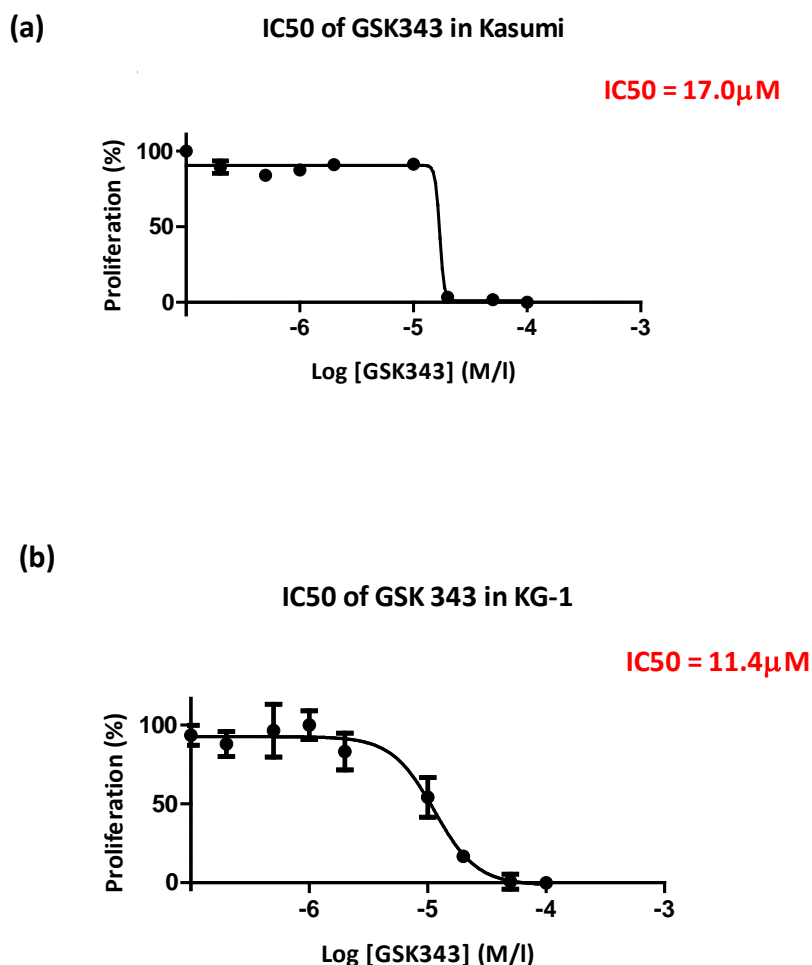 (a)
IC50 of GSK343 in Kasumi
IC50 = 17.0μM
Proliferation (%)
100
50
0
-6 -5 -4 -3
Log [GSK343] (M/l)
(b)
IC50 of GSK 343 in KG-1
IC50 = 11.4μM
Proliferation (%)
100
50
0
-6 -5 -4 -3
Log [GSK343] (M/l)